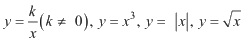 y = k/x (k ≠ 0), y = x³, y = |x|, y = √x